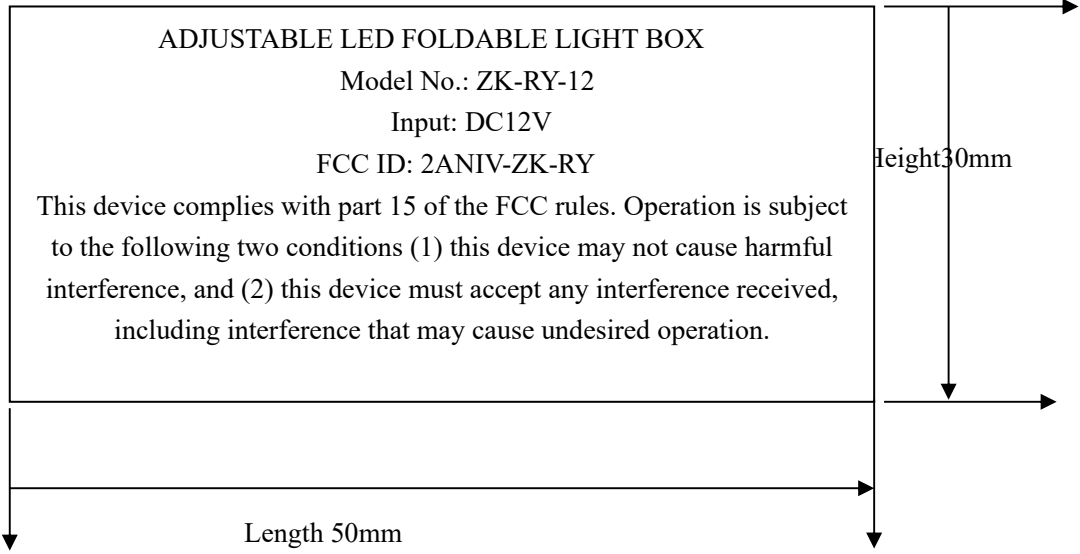 ADJUSTABLE LED FOLDABLE LIGHT BOX
Model No.: ZK-RY-12
Input: DC12V
FCC ID: 2ANIV-ZK-RY
This device complies with part 15 of the FCC rules. Operation is subject
to the following two conditions (1) this device may not cause harmful
interference, and (2) this device must accept any interference received,
including interference that may cause undesired operation.
Height30mm
Length 50mm